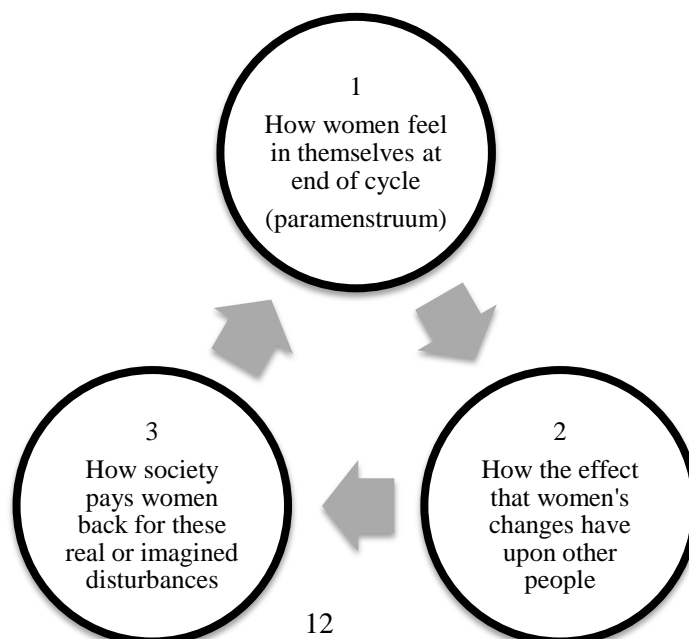 1
How women feel
in themselves at
end of cycle
(paramenstruum)
2
How the effect
that women's
changes have
upon other
people
3
How society
pays women
back for these
real or imagined
disturbances
12